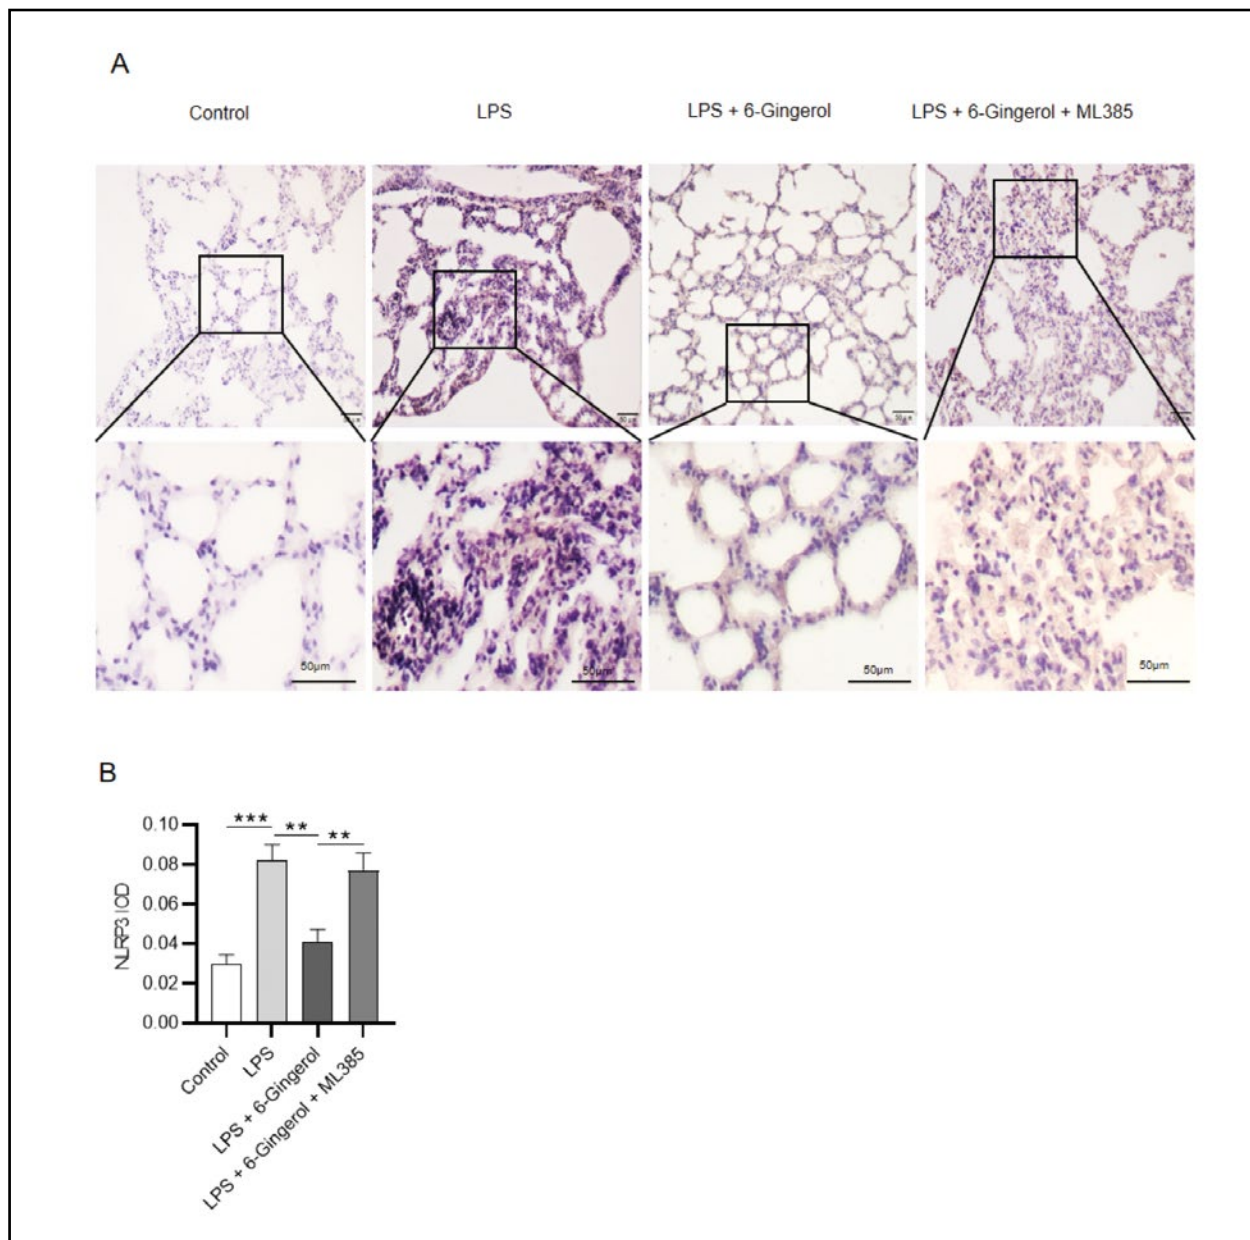 A
Control LPS LPS + 6-Gingerol LPS + 6-Gingerol + ML385
50µm 50µm 50µm 50µm
B
NLRP3 IOD
0.10
0.08
0.06
0.04
0.02
0.00
*** ** **
Control
LPS
LPS + 6-Gingerol
LPS + 6-Gingerol + ML385